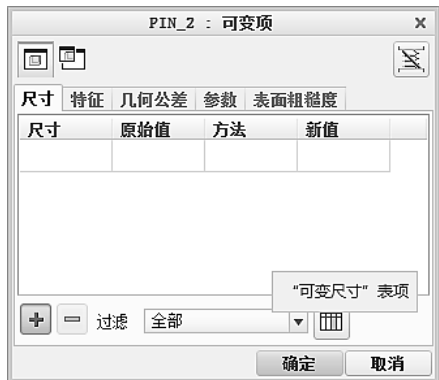 PIN_2 : 可变项
尺寸 特征 几何公差 参数 表面粗糙度
尺寸 原始值 方法 新值
“可变尺寸” 表项
过滤 全部
确定 取消